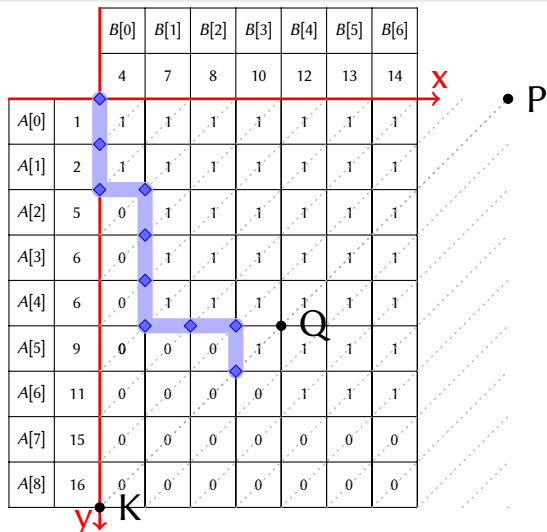 B[0] B[1] B[2] B[3] B[4] B[5] B[6]
4 7 8 10 12 13 14
x
P
A[0] 1 1 1 1 1 1 1 1
A[1] 2 1 1 1 1 1 1 1
A[2] 5 0 1 1 1 1 1 1
A[3] 6 0 1 1 1 1 1 1
A[4] 6 0 1 1 1 1 1 1
Q
A[5] 9 0 0 0 1 1 1 1
A[6] 11 0 0 0 0 1 1 1
A[7] 15 0 0 0 0 0 0 0
A[8] 16 0 0 0 0 0 0 0
y K